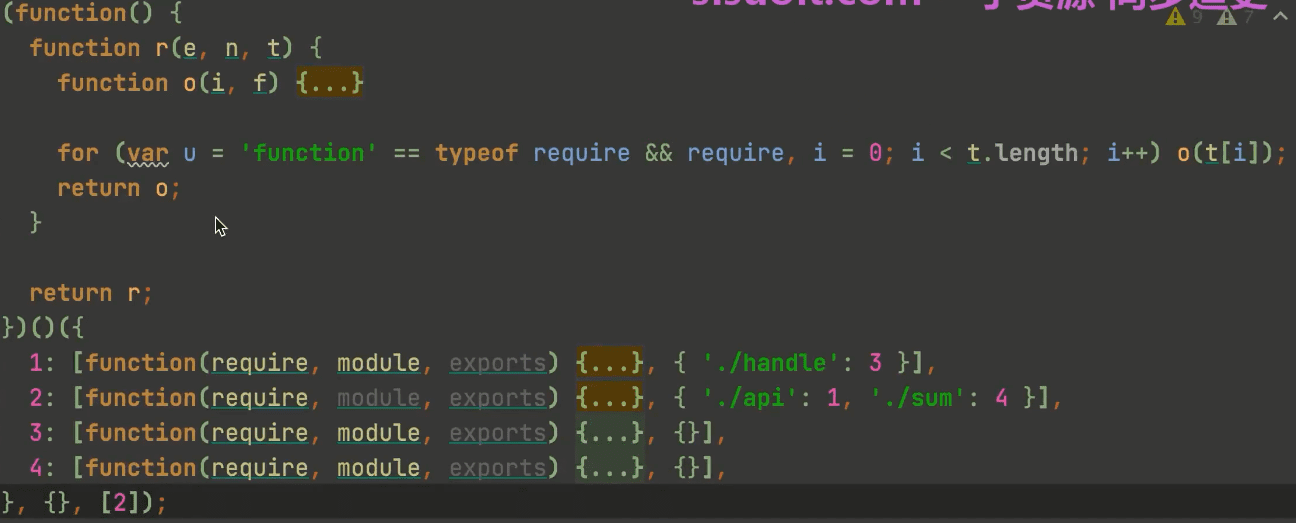 (function() {
9 7
function r(e, n, t) {
function o(i, f) {...}
for (var u = 'function' == typeof require && require, i = 0; i < t.length; i++) o(t[i]);
return o;
}
return r;
})()({
1: [function(require, module, exports) {...}, { './handle': 3 }],
2: [function(require, module, exports) {...}, { './api': 1, './sum': 4 }],
3: [function(require, module, exports) {...}, {}],
4: [function(require, module, exports) {...}, {}],
}, {}, [2]);